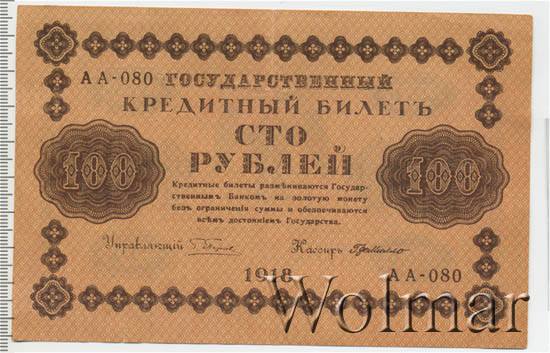 АА-080 ГОСУДАРСТВЕННЫЙ
КРЕДИТНЫЙ БИЛЕТЪ
СТО
РУБЛЕЙ
100
100
Кредитные билеты размѣниваются Государ-
ственнымъ Банкомъ на золотую монету
безъ ограниченія суммы и обезпечиваются
всѣмъ достояніемъ Государства.
Управляющій
Кассиръ
1918
АА-080
Wolmar